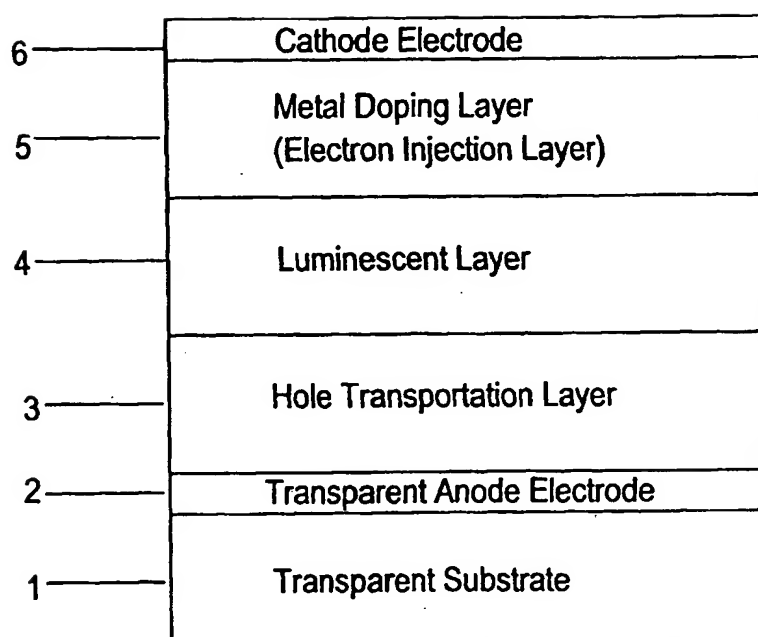 6 Cathode Electrode
Metal Doping Layer
5 (Electron Injection Layer)
4 Luminescent Layer
3 Hole Transportation Layer
2 Transparent Anode Electrode
1 Transparent Substrate